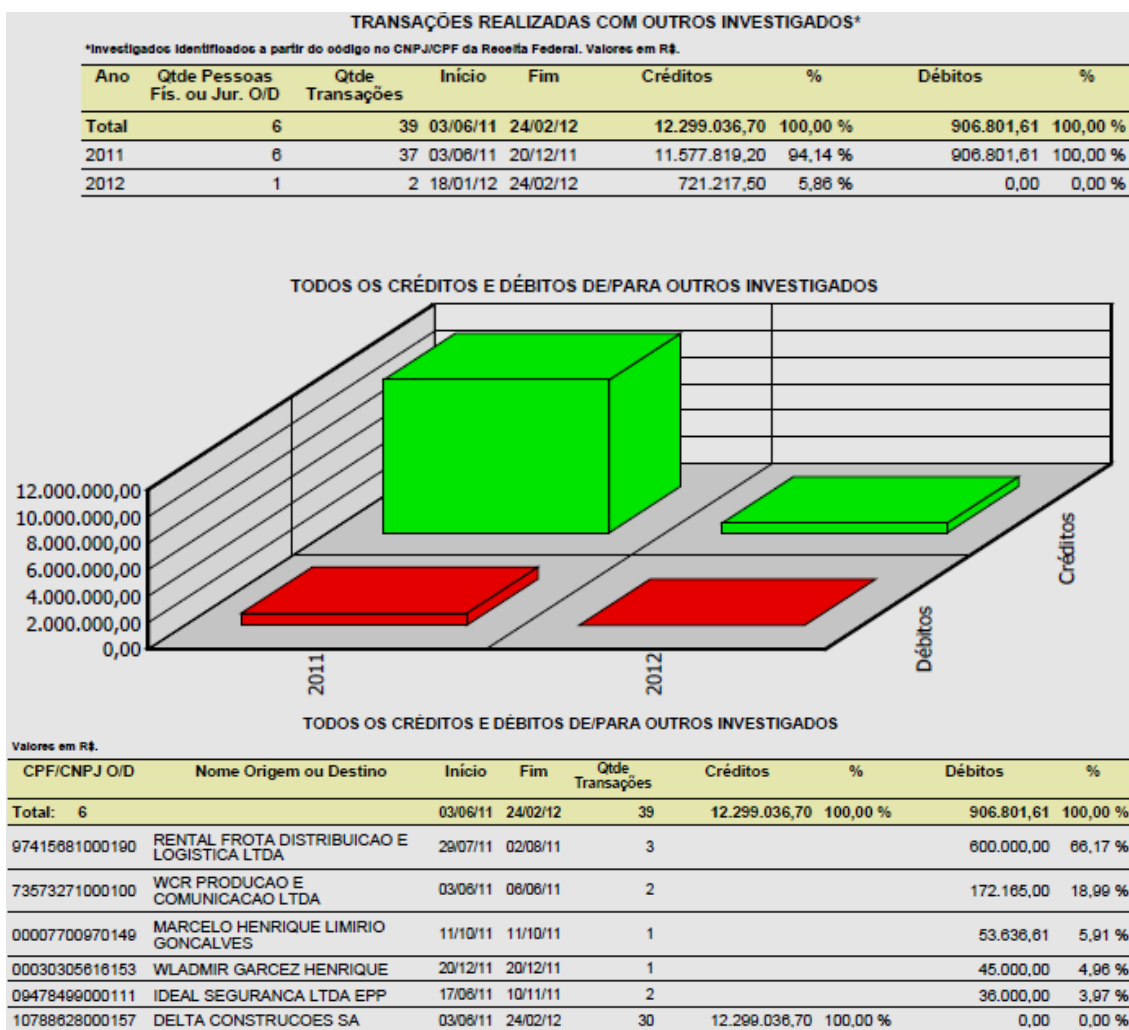 TRANSAÇÕES REALIZADAS COM OUTROS INVESTIGADOS*
*Investigados identificados a partir do código no CNPJ/CPF da Receita Federal. Valores em R$.
Ano Qtde Pessoas Fís. ou Jur. O/D Qtde Transações Início Fim Créditos % Débitos %
Total 6 39 03/06/11 24/02/12 12.299.036,70 100,00 % 906.801,61 100,00 %
2011 6 37 03/06/11 20/12/11 11.577.819,20 94,14 % 906.801,61 100,00 %
2012 1 2 18/01/12 24/02/12 721.217,50 5,86 % 0,00 0,00 %
TODOS OS CRÉDITOS E DÉBITOS DE/PARA OUTROS INVESTIGADOS
12.000.000,00
10.000.000,00
8.000.000,00
6.000.000,00
4.000.000,00
2.000.000,00
0,00
2011
2012
Débitos
Créditos
TODOS OS CRÉDITOS E DÉBITOS DE/PARA OUTROS INVESTIGADOS
Valores em R$.
CPF/CNPJ O/D Nome Origem ou Destino Início Fim Qtde Transações Créditos % Débitos %
Total: 6 03/06/11 24/02/12 39 12.299.036,70 100,00 % 906.801,61 100,00 %
97415681000190 RENTAL FROTA DISTRIBUICAO E LOGISTICA LTDA 29/07/11 02/08/11 3 600.000,00 66,17 %
73573271000100 WCR PRODUCAO E COMUNICACAO LTDA 03/06/11 06/06/11 2 172.165,00 18,99 %
00007700970149 MARCELO HENRIQUE LIMIRIO GONCALVES 11/10/11 11/10/11 1 53.636,61 5,91 %
00030305616153 WLADMIR GARCEZ HENRIQUE 20/12/11 20/12/11 1 45.000,00 4,96 %
09478499000111 IDEAL SEGURANCA LTDA EPP 17/06/11 10/11/11 2 36.000,00 3,97 %
10788628000157 DELTA CONSTRUCOES SA 03/06/11 24/02/12 30 12.299.036,70 100,00 % 0,00 0,00 %